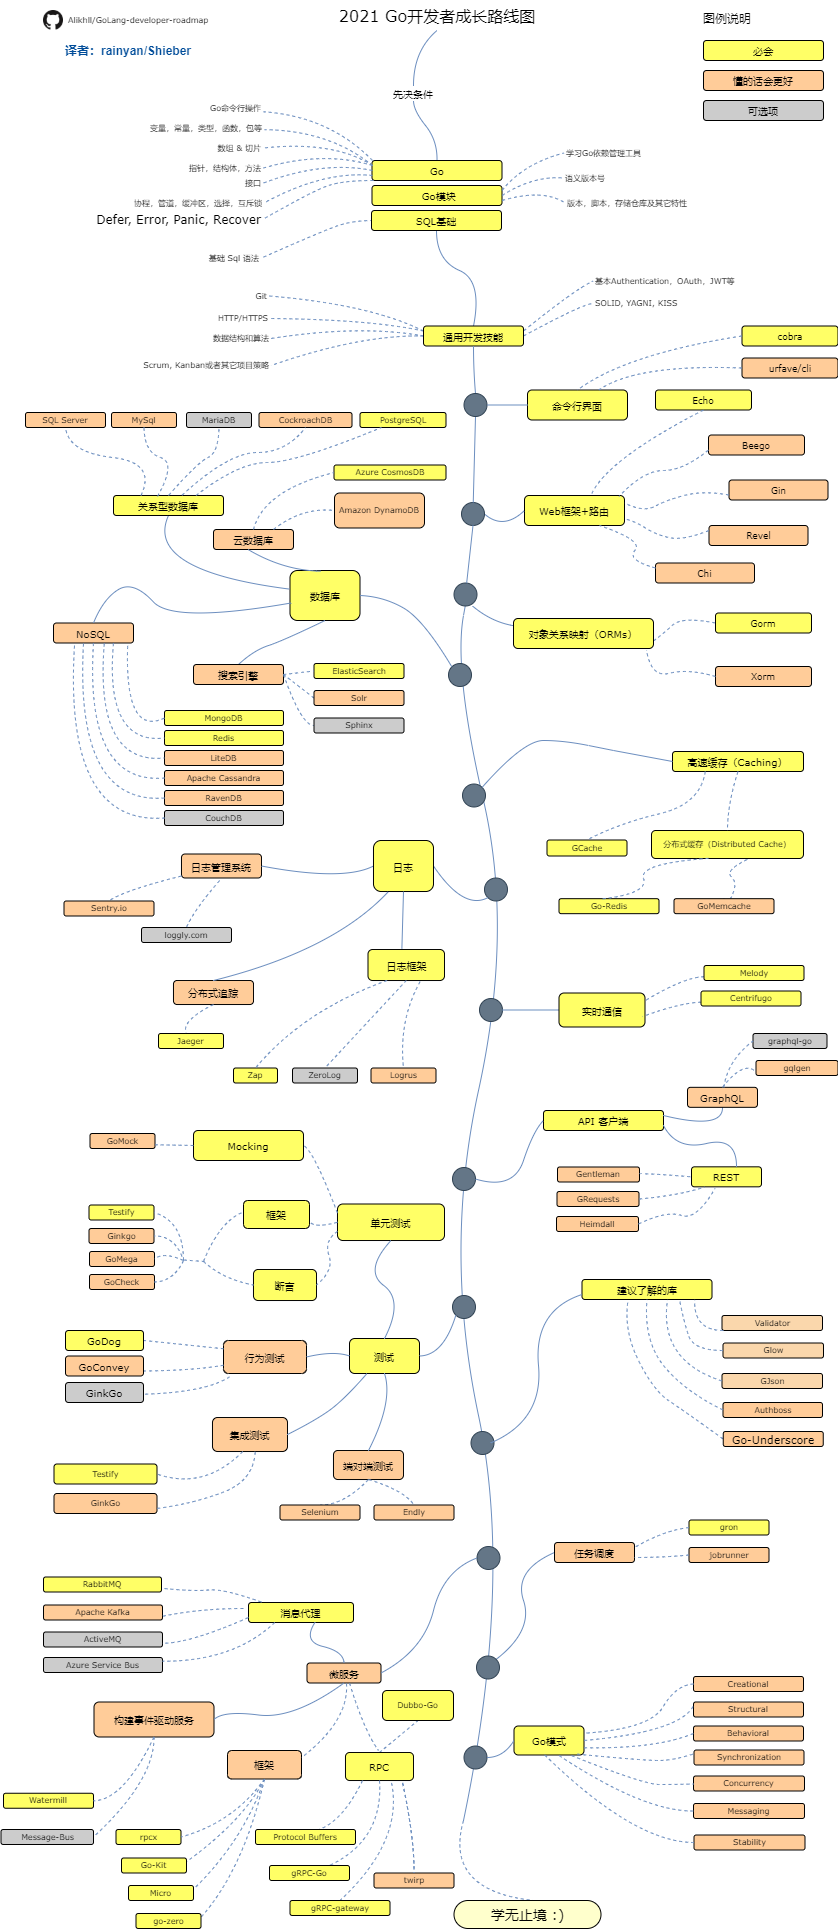 2021 Go开发者成长路线图
Alikhll/GoLang-developer-roadmap
译者：rainyan/Shieber
图例说明
必会
懂的话会更好
可选项
先决条件
Go命令行操作
变量，常量，类型，函数，包等
数组 & 切片
指针，结构体，方法
接口
协程，管道，缓冲区，选择，互斥锁
Defer, Error, Panic, Recover
基础 Sql 语法
Go
Go模块
SQL基础
学习Go依赖管理工具
语义版本号
版本，脚本，存储仓库及其它特性
Git
HTTP/HTTPS
数据结构和算法
Scrum, Kanban或者其它项目策略
通用开发技能
基本Authentication，OAuth，JWT等
SOLID, YAGNI, KISS
命令行界面
cobra
urfave/cli
Web框架+路由
Echo
Beego
Gin
Revel
Chi
SQL Server
MySql
MariaDB
CockroachDB
PostgreSQL
关系型数据库
云数据库
Azure CosmosDB
Amazon DynamoDB
数据库
NoSQL
搜索引擎
ElasticSearch
Solr
Sphinx
MongoDB
Redis
LiteDB
Apache Cassandra
RavenDB
CouchDB
对象关系映射（ORMs）
Gorm
Xorm
高速缓存（Caching）
GCache
分布式缓存（Distributed Cache）
Go-Redis
GoMemcache
日志
日志管理系统
Sentry.io
loggly.com
分布式追踪
Jaeger
日志框架
Zap
ZeroLog
Logrus
实时通信
Melody
Centrifugo
API 客户端
GraphQL
graphql-go
gqlgen
REST
Gentleman
GRequests
Heimdall
Mocking
GoMock
单元测试
框架
断言
Testify
Ginkgo
GoMega
GoCheck
测试
行为测试
GoDog
GoConvey
GinkGo
集成测试
Testify
GinkGo
端对端测试
Selenium
Endly
建议了解的库
Validator
Glow
GJson
Authboss
Go-Underscore
任务调度
gron
jobrunner
消息代理
RabbitMQ
Apache Kafka
ActiveMQ
Azure Service Bus
微服务
构建事件驱动服务
Watermill
Message-Bus
框架
rpcx
Go-Kit
Micro
go-zero
Dubbo-Go
RPC
Protocol Buffers
gRPC-Go
gRPC-gateway
twirp
Go模式
Creational
Structural
Behavioral
Synchronization
Concurrency
Messaging
Stability
学无止境 :)